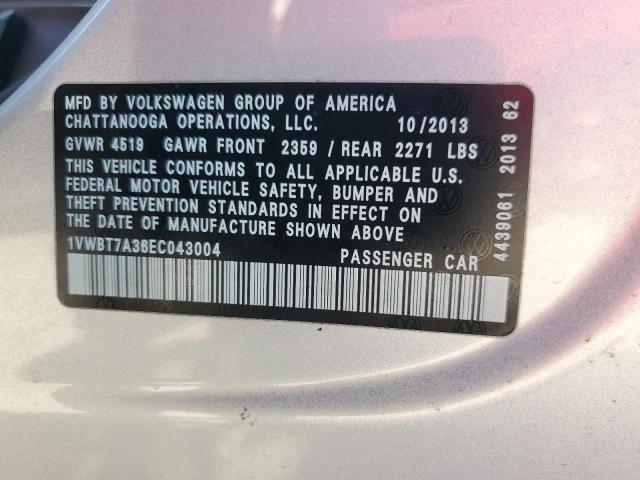 MFD BY VOLKSWAGEN GROUP OF AMERICA
CHATTANOOGA OPERATIONS, LLC. 10/2013
GVWR 4519 GAWR FRONT 2359 / REAR 2271 LBS
THIS VEHICLE CONFORMS TO ALL APPLICABLE U.S.
FEDERAL MOTOR VEHICLE SAFETY, BUMPER AND
THEFT PREVENTION STANDARDS IN EFFECT ON
THE DATE OF MANUFACTURE SHOWN ABOVE.
1VWBT7A36EC043004 PASSENGER CAR
4439061 2013 62